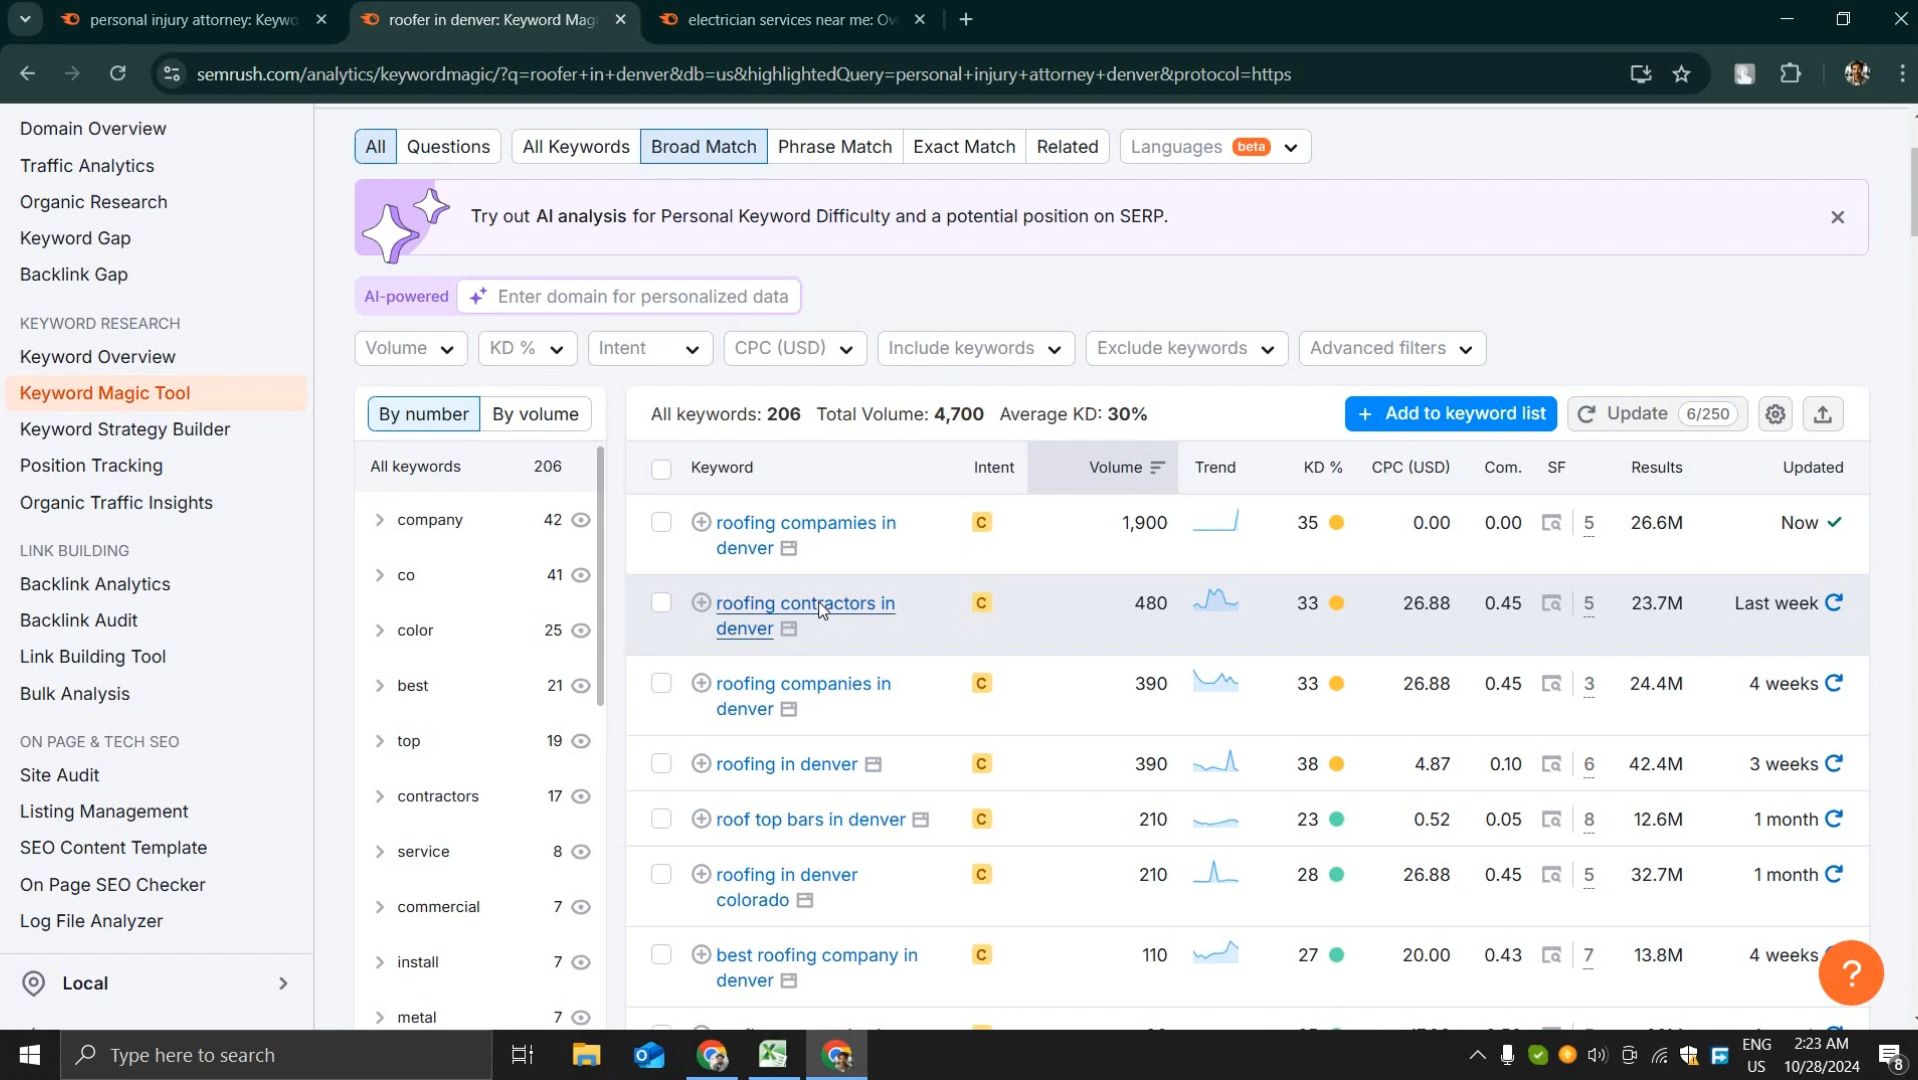 personal injury attorney: Keywo
roofer in denver: Keyword Mag
electrician services near me: Ov
semrush.com/analytics/keywordmagic/?q=roofer+in+denver&db=us&highlightedQuery=personal+injury+attorney+denver&protocol=https
Domain Overview
Traffic Analytics
Organic Research
Keyword Gap
Backlink Gap
KEYWORD RESEARCH
Keyword Overview
Keyword Magic Tool
Keyword Strategy Builder
Position Tracking
Organic Traffic Insights
LINK BUILDING
Backlink Analytics
Backlink Audit
Link Building Tool
Bulk Analysis
ON PAGE & TECH SEO
Site Audit
Listing Management
SEO Content Template
On Page SEO Checker
Log File Analyzer
Local
All Questions All Keywords Broad Match Phrase Match Exact Match Related Languages beta
Try out AI analysis for Personal Keyword Difficulty and a potential position on SERP.
AI-powered Enter domain for personalized data
Volume KD % Intent CPC (USD) Include keywords Exclude keywords Advanced filters
By number By volume
All keywords 206
company 42
co 41
color 25
best 21
top 19
contractors 17
service 8
commercial 7
install 7
metal 7
All keywords: 206 Total Volume: 4,700 Average KD: 30%
+ Add to keyword list Update 6/250
Keyword Intent Volume Trend KD % CPC (USD) Com. SF Results Updated
roofing compamies in C 1,900 35 0.00 0.00 5 26.6M Now
denver
roofing contractors in C 480 33 26.88 0.45 5 23.7M Last week
denver
roofing companies in C 390 33 26.88 0.45 3 24.4M 4 weeks
denver
roofing in denver C 390 38 4.87 0.10 6 42.4M 3 weeks
roof top bars in denver C 210 23 0.52 0.05 8 12.6M 1 month
roofing in denver C 210 28 26.88 0.45 5 32.7M 1 month
colorado
best roofing company in C 110 27 20.00 0.43 7 13.8M 4 weeks
denver
?
Type here to search
ENG
US
2:23 AM
10/28/2024
8